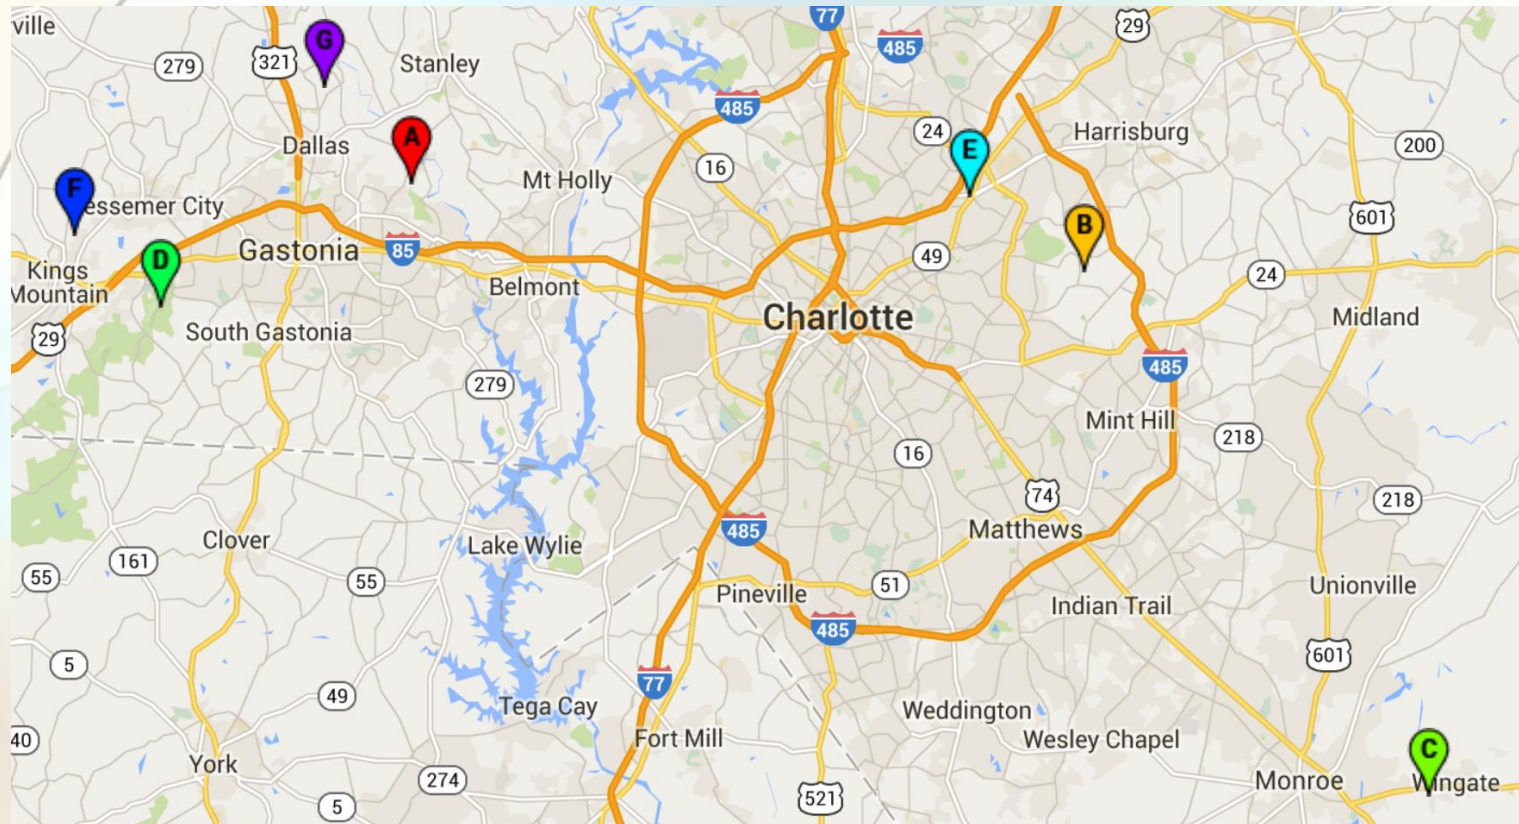 ville
279
321
G
Stanley
77
485
29
485
Dallas
A
16
24
Harrisburg
E
200
Mt Holly
F
essemer City
601
B
Gastonia
85
49
D
Kings
Mountain
Belmont
24
Charlotte
Midland
29
South Gastonia
279
485
Mint Hill
218
16
74
218
485
Matthews
Clover
Lake Wylie
161
55
55
51
Pineville
Unionville
Indian Trail
485
5
601
77
49
Tega Cay
Weddington
40
Fort Mill
Wesley Chapel
C
York
274
Monroe
Wingate
5
521